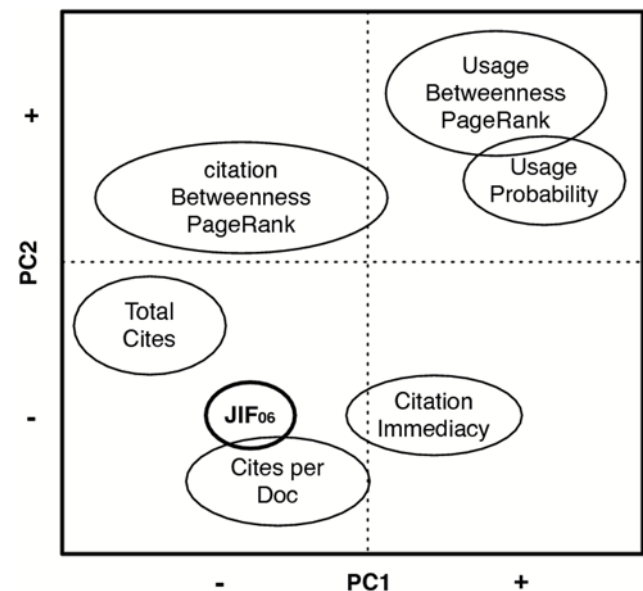 Usage
Betweenness
PageRank
Usage
Probability
citation
Betweenness
PageRank
Total
Cites
JIF06
Citation
Immediacy
Cites per
Doc
+
PC2
-
-
PC1
+